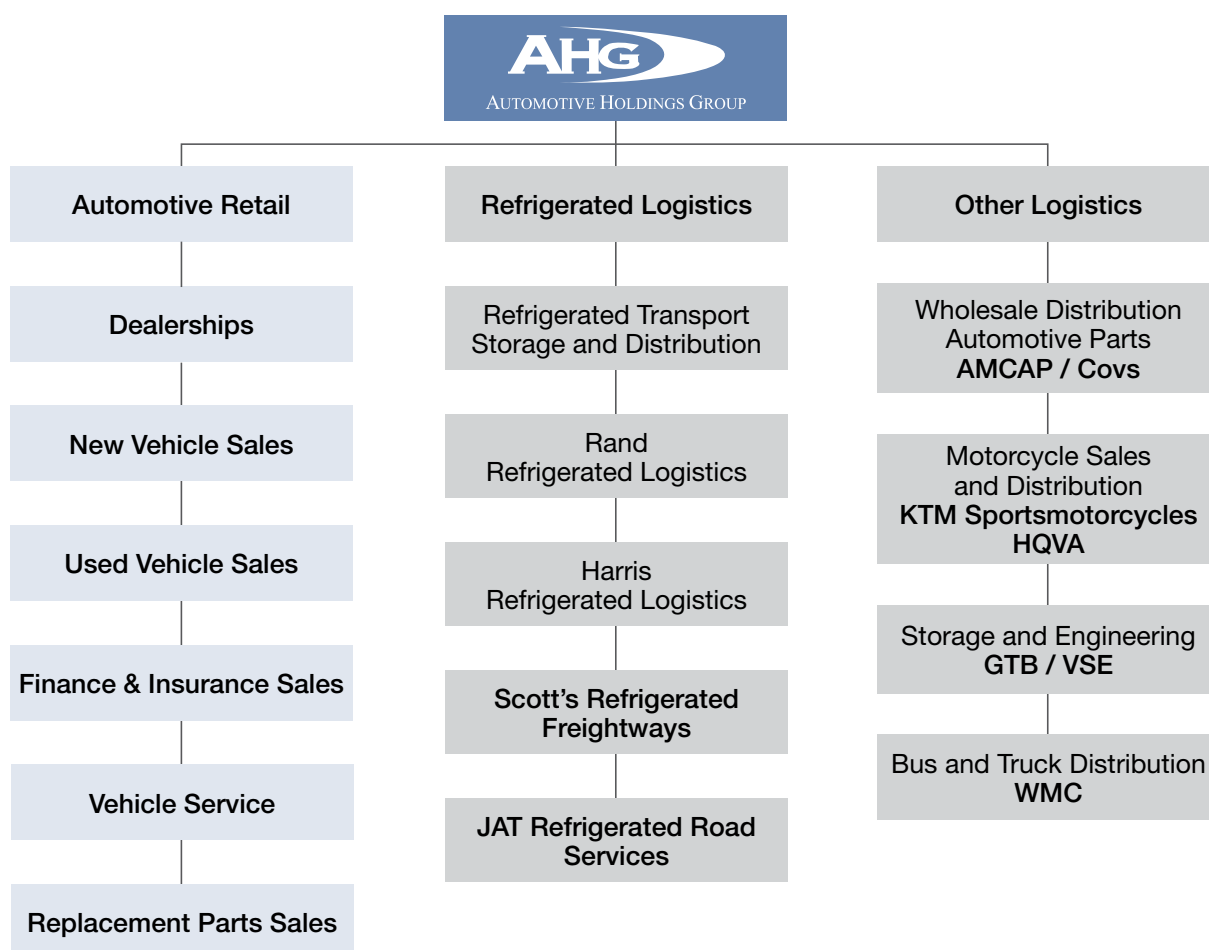 AHG
AUTOMOTIVE HOLDINGS GROUP
Automotive Retail
Dealerships
New Vehicle Sales
Used Vehicle Sales
Finance & Insurance Sales
Vehicle Service
Replacement Parts Sales
Refrigerated Logistics
Refrigerated Transport
Storage and Distribution
Rand
Refrigerated Logistics
Harris
Refrigerated Logistics
Scott’s Refrigerated
Freightways
JAT Refrigerated Road
Services
Other Logistics
Wholesale Distribution
Automotive Parts
AMCAP / Covs
Motorcycle Sales
and Distribution
KTM Sportsmotorcycles
HQVA
Storage and Engineering
GTB / VSE
Bus and Truck Distribution
WMC